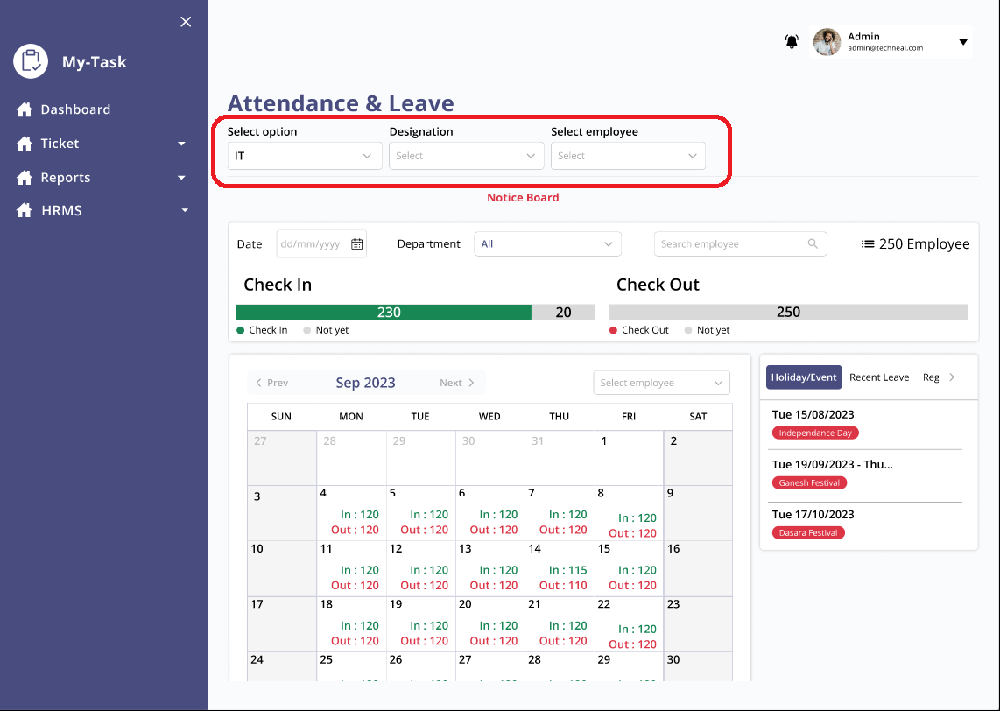 My-Task
Dashboard
Ticket
Reports
HRMS
Admin
admin@techneai.com
Attendance & Leave
Select option Designation Select employee
IT Select Select
Notice Board
Date dd/mm/yyyy Department All Search employee 250 Employee
Check In Check Out
230 20 250
Check In Not yet Check Out Not yet
Prev Sep 2023 Next Select employee
SUN MON TUE WED THU FRI SAT
27 28 29 30 31 1 2
3 4 5 6 7 8 9
In : 120 In : 120 In : 120 In : 120 In : 120
Out : 120 Out : 120 Out : 120 Out : 120 Out : 120
10 11 12 13 14 15 16
In : 120 In : 120 In : 120 In : 115 In : 120
Out : 120 Out : 120 Out : 120 Out : 110 Out : 120
17 18 19 20 21 22 23
In : 120 In : 120 In : 120 In : 120 In : 120
Out : 120 Out : 120 Out : 120 Out : 120 Out : 120
24 25 26 27 28 29 30
Holiday/Event Recent Leave Reg
Tue 15/08/2023
Independance Day
Tue 19/09/2023 - Thu...
Ganesh Festival
Tue 17/10/2023
Dasara Festival